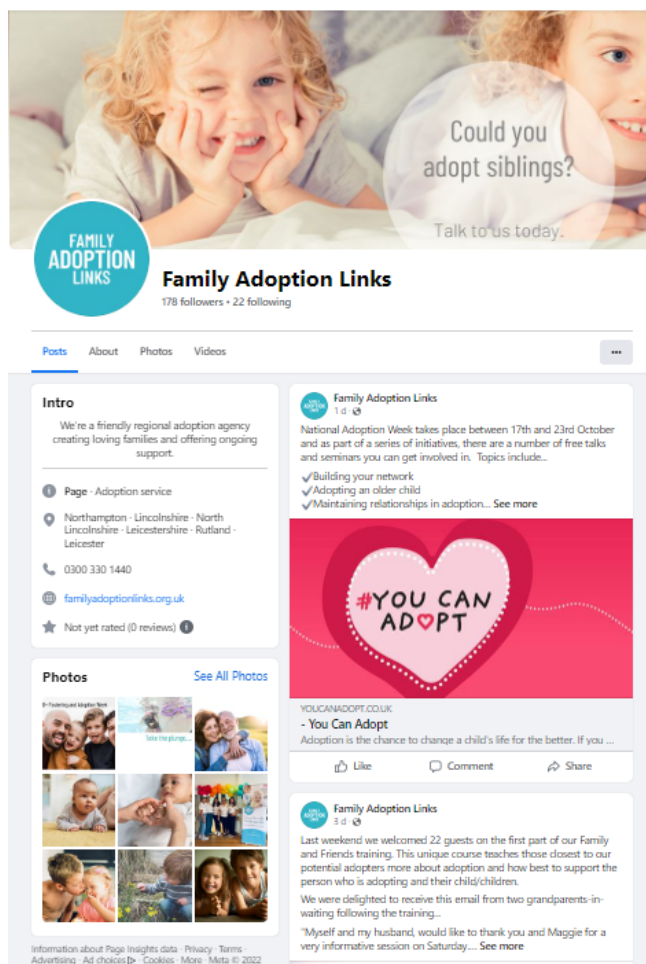 Could you
adopt siblings?
Talk to us today.
FAMILY
ADOPTION
LINKS
Family Adoption Links
178 followers • 22 following
Posts About Photos Videos
Intro
We're a friendly regional adoption agency
creating loving families and offering ongoing
support.
Page · Adoption service
Northampton · Lincolnshire · North
Lincolnshire · Leicestershire · Rutland ·
Leicester
0300 330 1440
familyadoptionlinks.org.uk
Not yet rated (0 reviews)
Photos See All Photos
Fostering and Adoption Week
Take the plunge...
Information about Page Insights data · Privacy · Terms ·
Advertising · Ad choices · Cookies · More · Meta © 2022
FAMILY
ADOPTION
LINKS
Family Adoption Links
1 d ·
National Adoption Week takes place between 17th and 23rd October
and as part of a series of initiatives, there are a number of free talks
and seminars you can get involved in. Topics include...
✓Building your network
✓Adopting an older child
✓Maintaining relationships in adoption... See more
#YOU CAN
ADOPT
YOUCANADOPT.CO.UK
- You Can Adopt
Adoption is the chance to change a child's life for the better. If you ...
Like Comment Share
FAMILY
ADOPTION
LINKS
Family Adoption Links
3 d ·
Last weekend we welcomed 22 guests on the first part of our Family
and Friends training. This unique course teaches those closest to our
potential adopters more about adoption and how best to support the
person who is adopting and their child/children.
We were delighted to receive this email from two grandparents-in-
waiting following the training...
"Myself and my husband, would like to thank you and Maggie for a
very informative session on Saturday.... See more